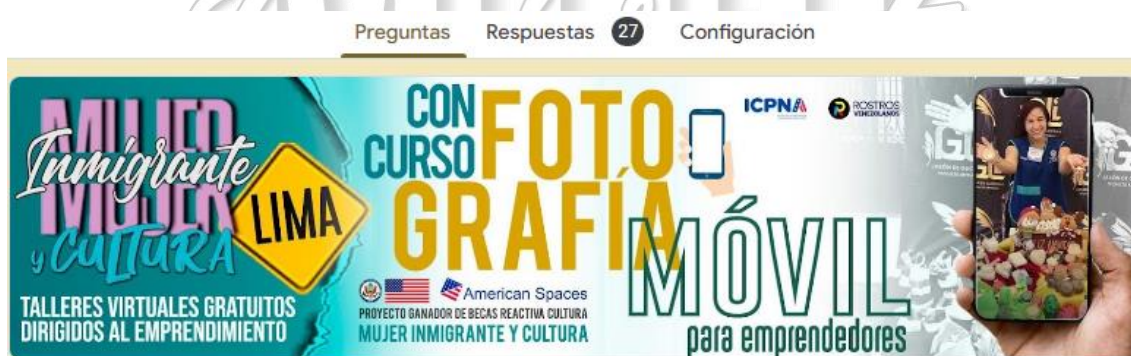 Preguntas Respuestas 27 Configuración
MUJER
Inmigrante
MUJER
y CULTURA
LIMA
TALLERES VIRTUALES GRATUITOS
DIRIGIDOS AL EMPRENDIMIENTO
CON
CURSO
FOTO
GRAFÍA
MÓVIL
para emprendedores
American Spaces
PROYECTO GANADOR DE BECAS REACTIVA CULTURA
MUJER INMIGRANTE Y CULTURA
ICPNA
ROSTROS
VENEZOLANOS